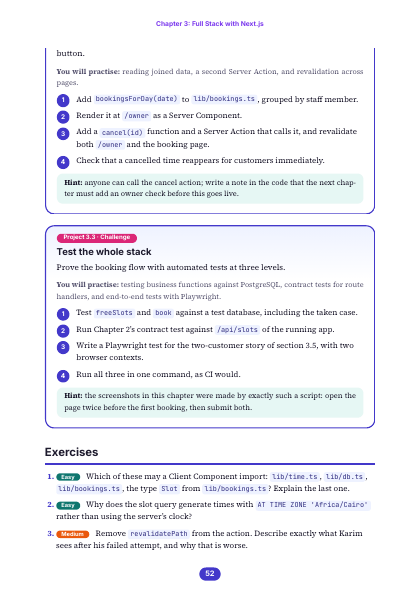 Chapter 3: Full Stack with Next.js
button.
You will practise: reading joined data, a second Server Action, and revalidation across
pages.
1 Add bookingsForDay(date) to lib/bookings.ts, grouped by staff member.
2 Render it at /owner as a Server Component.
3 Add a cancel(id) function and a Server Action that calls it, and revalidate
both /owner and the booking page.
4 Check that a cancelled time reappears for customers immediately.
Hint: anyone can call the cancel action; write a note in the code that the next chap-
ter must add an owner check before this goes live.
Project 3.3 · Challenge
Test the whole stack
Prove the booking flow with automated tests at three levels.
You will practise: testing business functions against PostgreSQL, contract tests for route
handlers, and end-to-end tests with Playwright.
1 Test freeSlots and book against a test database, including the taken case.
2 Run Chapter 2's contract test against /api/slots of the running app.
3 Write a Playwright test for the two-customer story of section 3.5, with two
browser contexts.
4 Run all three in one command, as CI would.
Hint: the screenshots in this chapter were made by exactly such a script: open the
page twice before the first booking, then submit both.
Exercises
1. Easy Which of these may a Client Component import: lib/time.ts, lib/db.ts,
lib/bookings.ts, the type Slot from lib/bookings.ts? Explain the last one.
2. Easy Why does the slot query generate times with AT TIME ZONE 'Africa/Cairo'
rather than using the server's clock?
3. Medium Remove revalidatePath from the action. Describe exactly what Karim
sees after his failed attempt, and why that is worse.
52